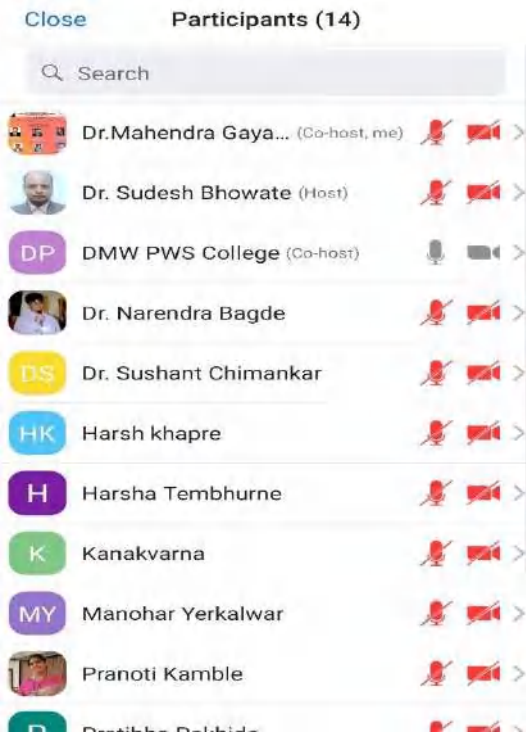 Close Participants (14)
Search
Dr.Mahendra Gaya... (Co-host, me)
Dr. Sudesh Bhowate (Host)
DP DMW PWS College (Co-host)
Dr. Narendra Bagde
DS Dr. Sushant Chimankar
HK Harsh khapre
H Harsha Tembhurne
K Kanakvarna
MY Manohar Yerkalwar
Pranoti Kamble